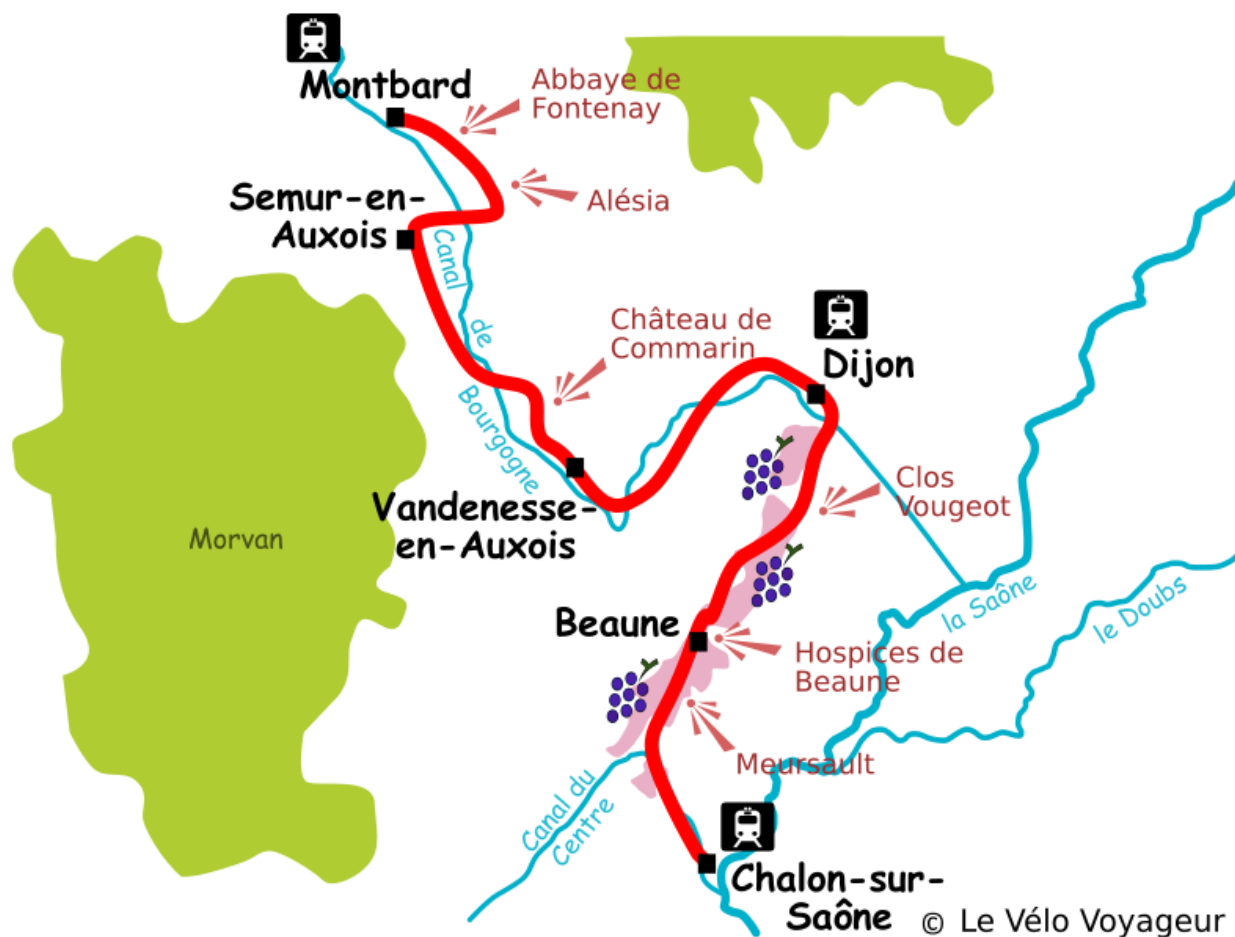 Montbard
Abbaye de
Fontenay
Semur-en-
Auxois
Alésia
Canal
de
Bourgogne
Château de
Commarin
Dijon
Clos
Vougeot
Vandenesse-
en-Auxois
Morvan
la Saône
le Doubs
Beaune
Hospices de
Beaune
Meursault
Canal du
Centre
Chalon-sur-
Saône
© Le Vélo Voyageur